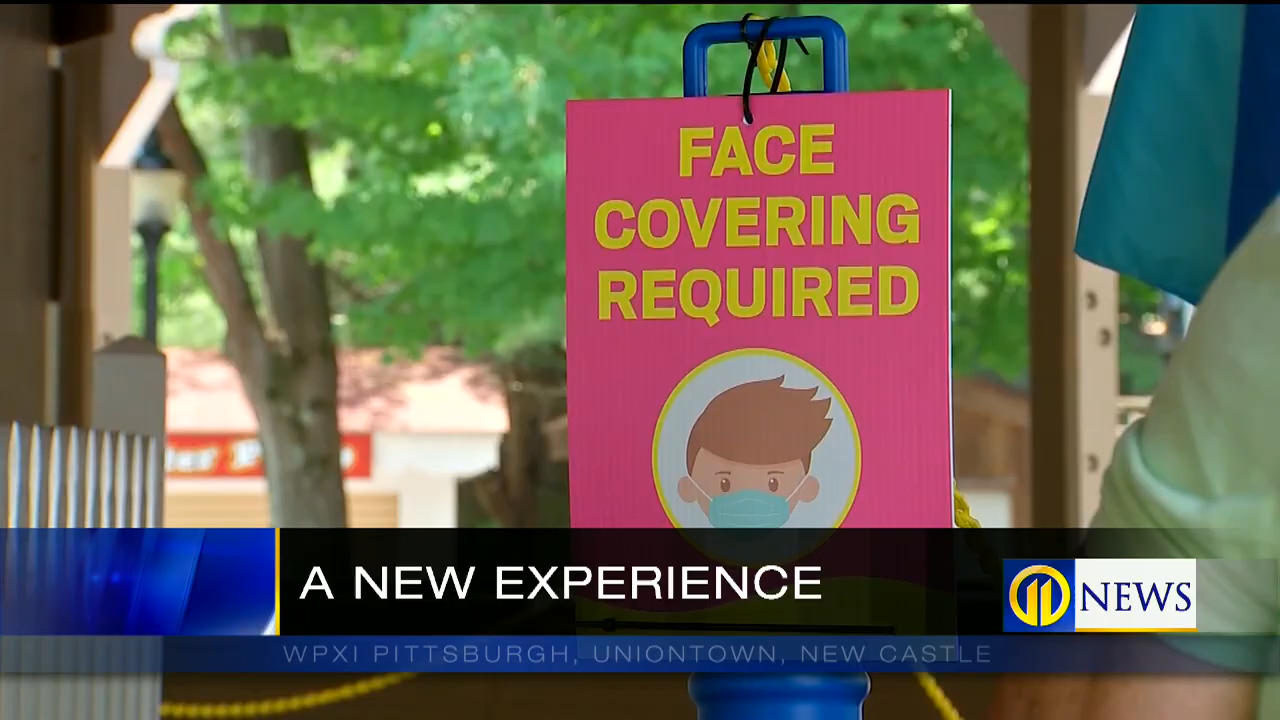 FACE
COVERING
REQUIRED
A NEW EXPERIENCE
11 NEWS
WPXI PITTSBURGH, UNIONTOWN, NEW CASTLE